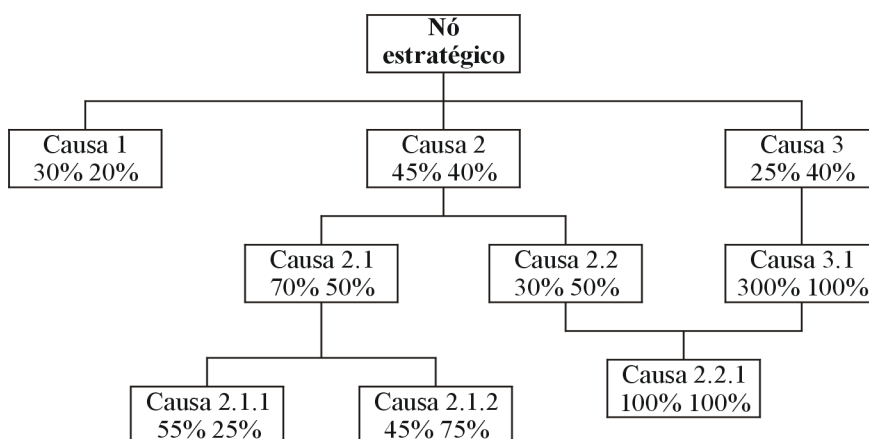 Nó
estratégico
Causa 1
30% 20%
Causa 2
45% 40%
Causa 3
25% 40%
Causa 2.1
70% 50%
Causa 2.2
30% 50%
Causa 3.1
300% 100%
Causa 2.1.1
55% 25%
Causa 2.1.2
45% 75%
Causa 2.2.1
100% 100%